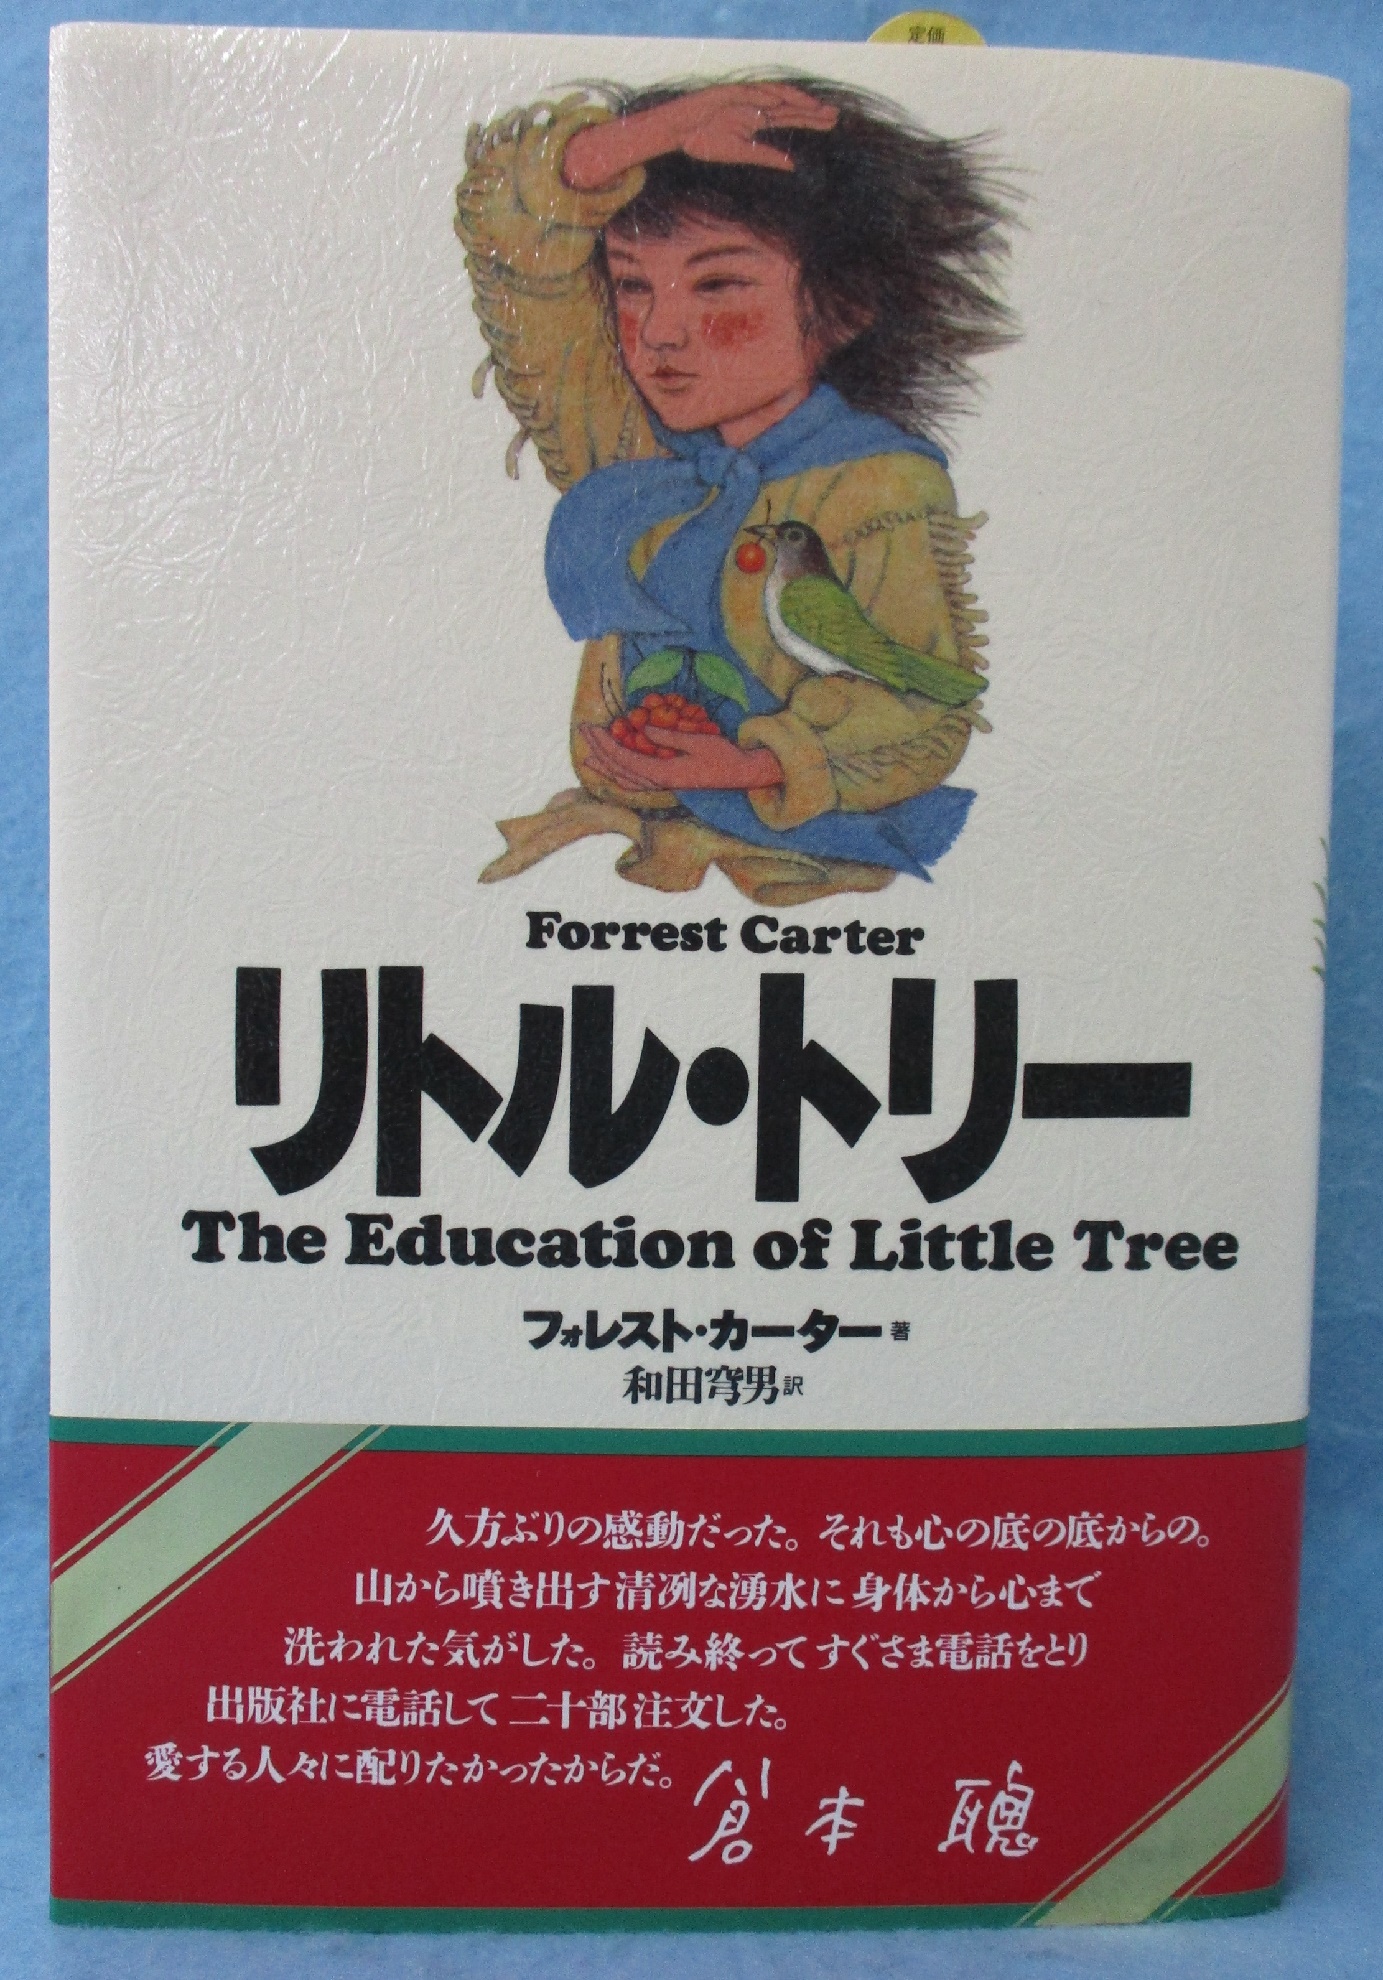 定価
Forrest Carter
リトル・トリー
The Education of Little Tree
フォレスト・カーター 著
和田穹男 訳
久方ぶりの感動だった。それも心の底の底からの。
山から噴き出す清冽な湧水に身体から心まで
洗われた気がした。読み終ってすぐさま電話をとり
出版社に電話して二十部注文した。
愛する人々に配りたかったからだ。
倉本 聰